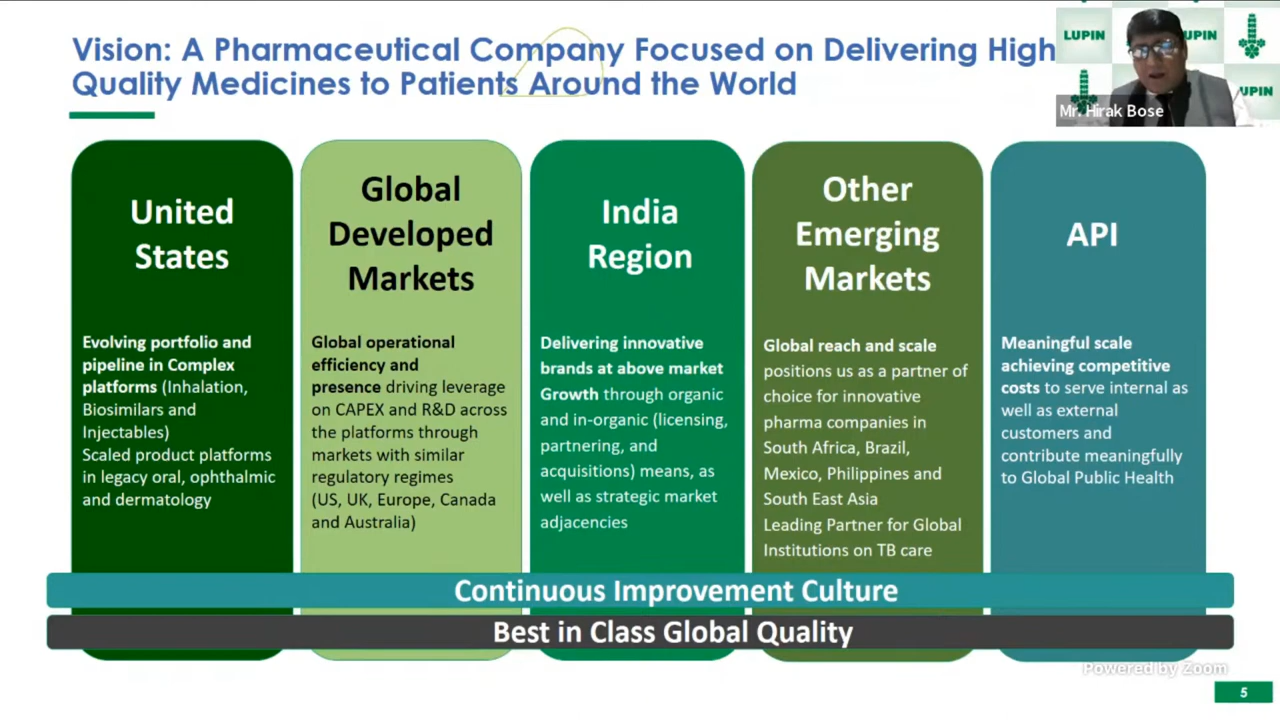 Vision: A Pharmaceutical Company Focused on Delivering High
Quality Medicines to Patients Around the World
LUPIN
UPIN
UPIN
Mr. Hirak Bose
United
States
Evolving portfolio and
pipeline in Complex
platforms (Inhalation,
Biosimilars and
Injectables)
Scaled product platforms
in legacy oral, ophthalmic
and dermatology
Global
Developed
Markets
Global operational
efficiency and
presence driving leverage
on CAPEX and R&D across
the platforms through
markets with similar
regulatory regimes
(US, UK, Europe, Canada
and Australia)
India
Region
Delivering innovative
brands at above market
Growth through organic
and in-organic (licensing,
partnering, and
acquisitions) means, as
well as strategic market
adjacencies
Other
Emerging
Markets
Global reach and scale
positions us as a partner of
choice for innovative
pharma companies in
South Africa, Brazil,
Mexico, Philippines and
South East Asia
Leading Partner for Global
Institutions on TB care
API
Meaningful scale
achieving competitive
costs to serve internal as
well as external
customers and
contribute meaningfully
to Global Public Health
Continuous Improvement Culture
Best in Class Global Quality
Powered by Zoom
5